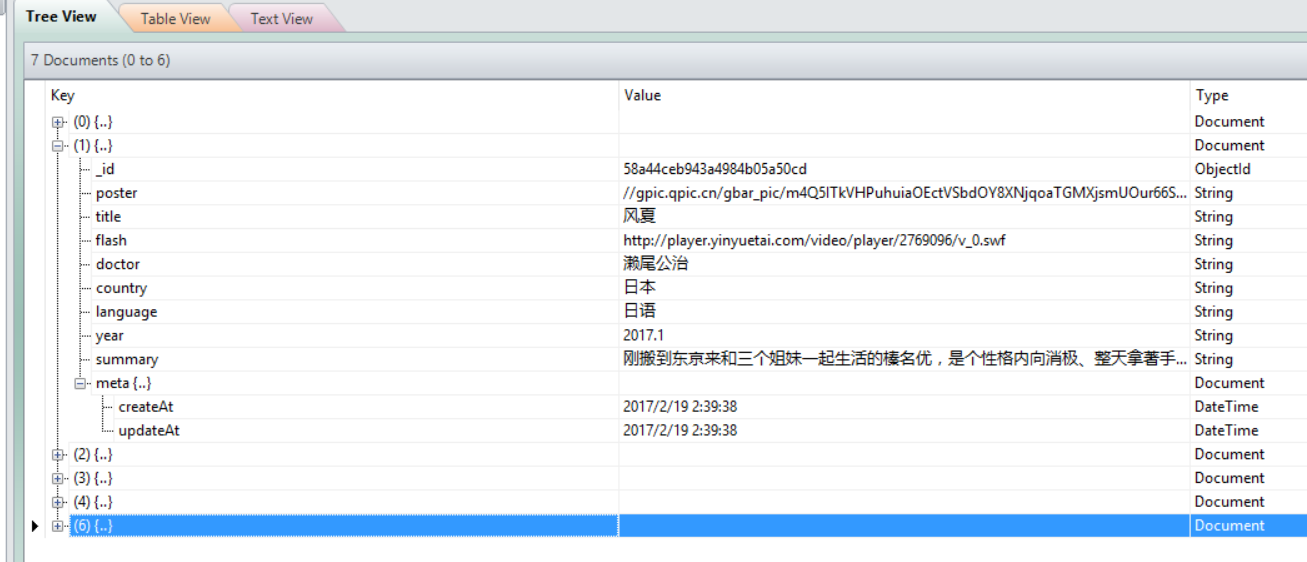 Tree View Table View Text View
7 Documents (0 to 6)
Key Value Type
(0) {..} Document
(1) {..} Document
_id 58a44ceb943a4984b05a50cd ObjectId
poster //gpic.qpic.cn/gbar_pic/m4Q5ITkVHPuhuiaOEctVSbdOY8XNjqoaTGMXjsmUOur66S... String
title 风夏 String
flash http://player.yinyuetai.com/video/player/2769096/v_0.swf String
doctor 濑尾公治 String
country 日本 String
language 日语 String
year 2017.1 String
summary 刚搬到东京来和三个姐妹一起生活的榛名优，是个性格内向消极、整天拿著手... String
meta {..} Document
createAt 2017/2/19 2:39:38 DateTime
updateAt 2017/2/19 2:39:38 DateTime
(2) {..} Document
(3) {..} Document
(4) {..} Document
(6) {..} Document